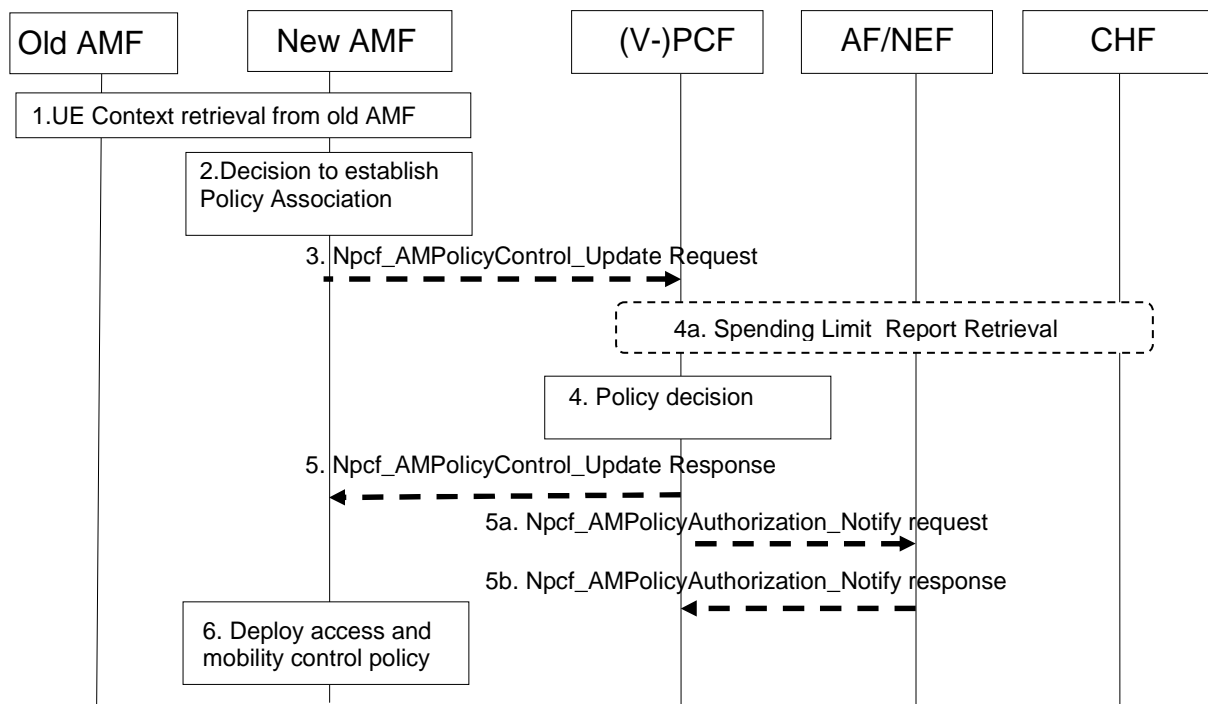 Old AMF
New AMF
(V-)PCF
AF/NEF
CHF
1.UE Context retrieval from old AMF
2.Decision to establish
Policy Association
3. Npcf_AMPolicyControl_Update Request
4a. Spending Limit  Report Retrieval
4. Policy decision
5. Npcf_AMPolicyControl_Update Response
5a. Npcf_AMPolicyAuthorization_Notify request
5b. Npcf_AMPolicyAuthorization_Notify response
6. Deploy access and
mobility control policy